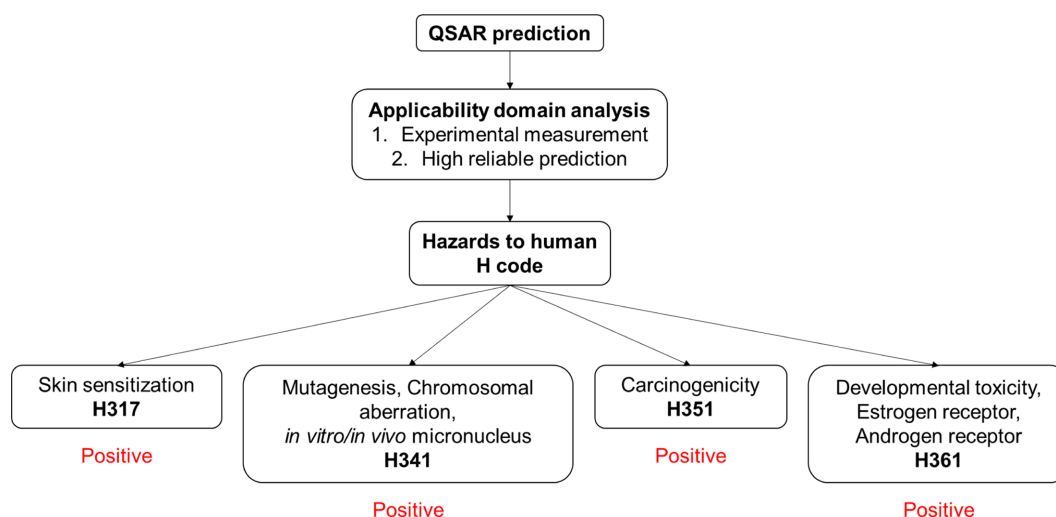 QSAR prediction
Applicability domain analysis
1. Experimental measurement
2. High reliable prediction
Hazards to human
H code
Skin sensitization
H317
Positive
Mutagenesis, Chromosomal
aberration,
in vitro/in vivo micronucleus
H341
Positive
Carcinogenicity
H351
Positive
Developmental toxicity,
Estrogen receptor,
Androgen receptor
H361
Positive